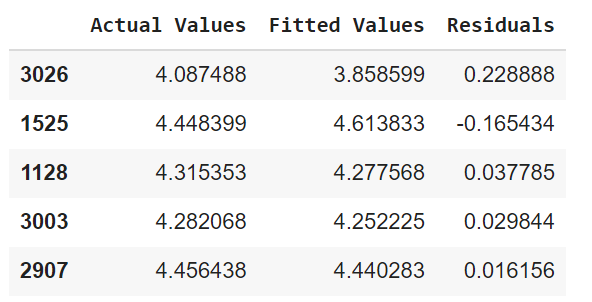 Actual Values Fitted Values Residuals
3026 4.087488 3.858599 0.228888
1525 4.448399 4.613833 -0.165434
1128 4.315353 4.277568 0.037785
3003 4.282068 4.252225 0.029844
2907 4.456438 4.440283 0.016156